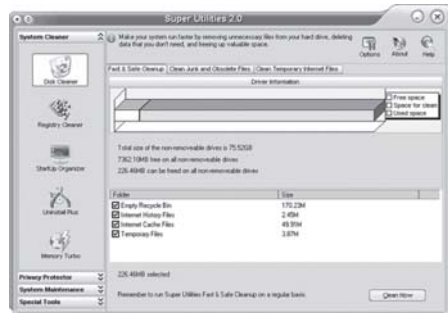 Super Utilities 2.0
System Cleaner
Make your system run faster by removing unnecessary files from your hard drive, deleting
data that you don't need, and freeing up valuable space.
Options
About
Help
Disk Cleaner
Registry Cleaner
StartUp Organizer
Uninstall Plus
Memory Turbo
Privacy Protector
System Maintenance
Special Tools
Fast & Safe Cleanup
Clean Junk and Obsolete Files
Clean Temporary Internet Files
Driver Information
Free space
Space for clean
Used space
Total size of the non-removeable drives is 75.52GB
7362.10MB free on all non-removeable drives
226.46MB can be freed on all non-removeable drives
Folder
Size
Empty Recycle Bin
170.23M
Internet History Files
2.45M
Internet Cache Files
49.91M
Temporary Files
3.87M
226.46MB selected
Remember to run Super Utilities Fast & Safe Cleanup on a regular basis.
Clean Now